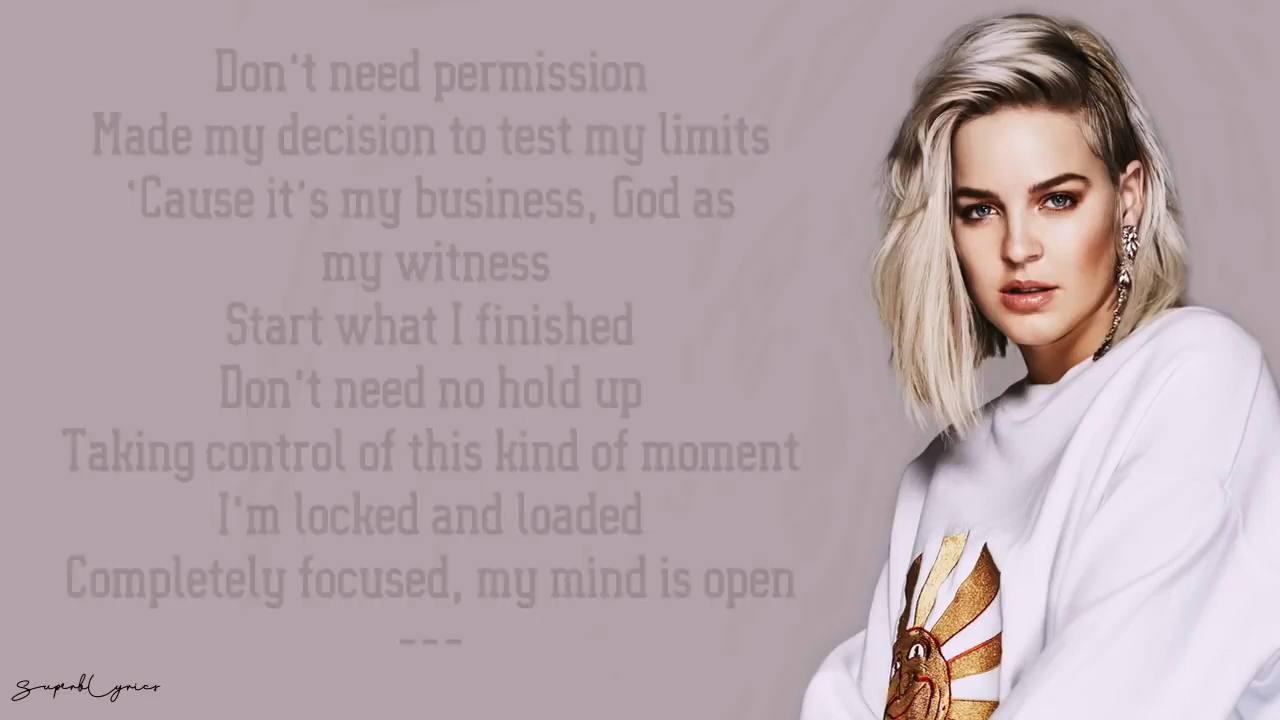 Don't need permission
Made my decision to test my limits
'Cause it's my business, God as
my witness
Start what I finished
Don't need no hold up
Taking control of this kind of moment
I'm locked and loaded
Completely focused, my mind is open
---
SuperbLyrics